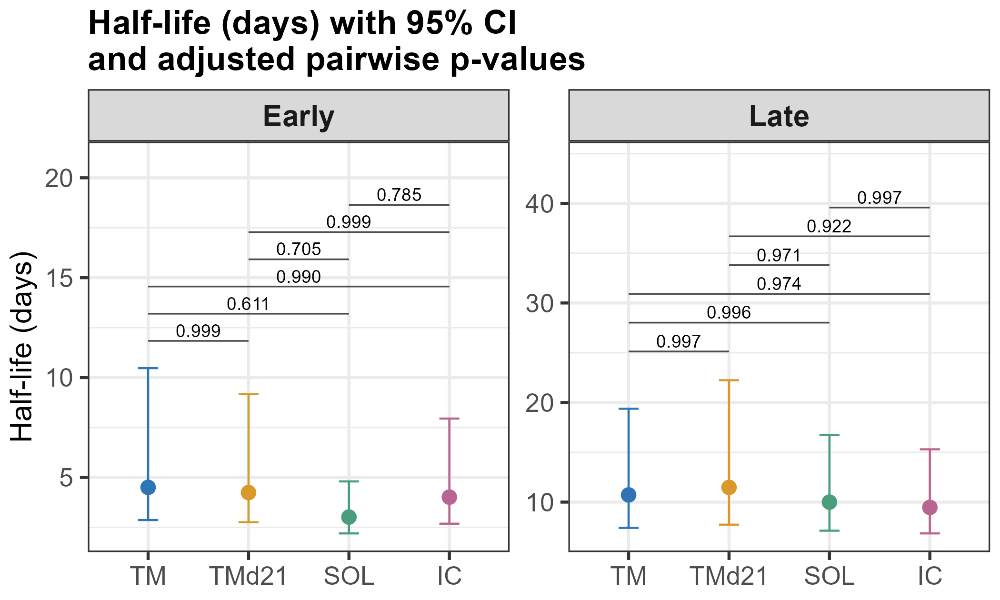 Half-life (days) with 95% CI
and adjusted pairwise p-values
Early
Late
Half-life (days)
20
15
10
5
0.785
0.999
0.705
0.990
0.611
0.999
TM
TMd21
SOL
IC
40
30
20
10
0.997
0.922
0.971
0.974
0.996
0.997
TM
TMd21
SOL
IC